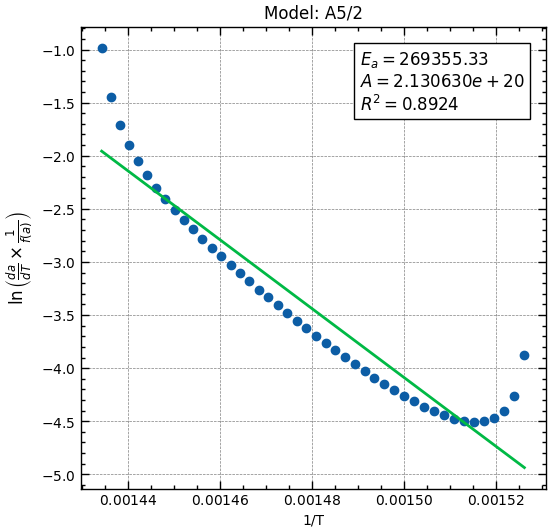 Model: A5/2
E_a = 269355.33
A = 2.130630e + 20
R^2 = 0.8924
ln (da/dT × 1/f(a))
−1.0
−1.5
−2.0
−2.5
−3.0
−3.5
−4.0
−4.5
−5.0
0.00144 0.00146 0.00148 0.00150 0.00152
1/T